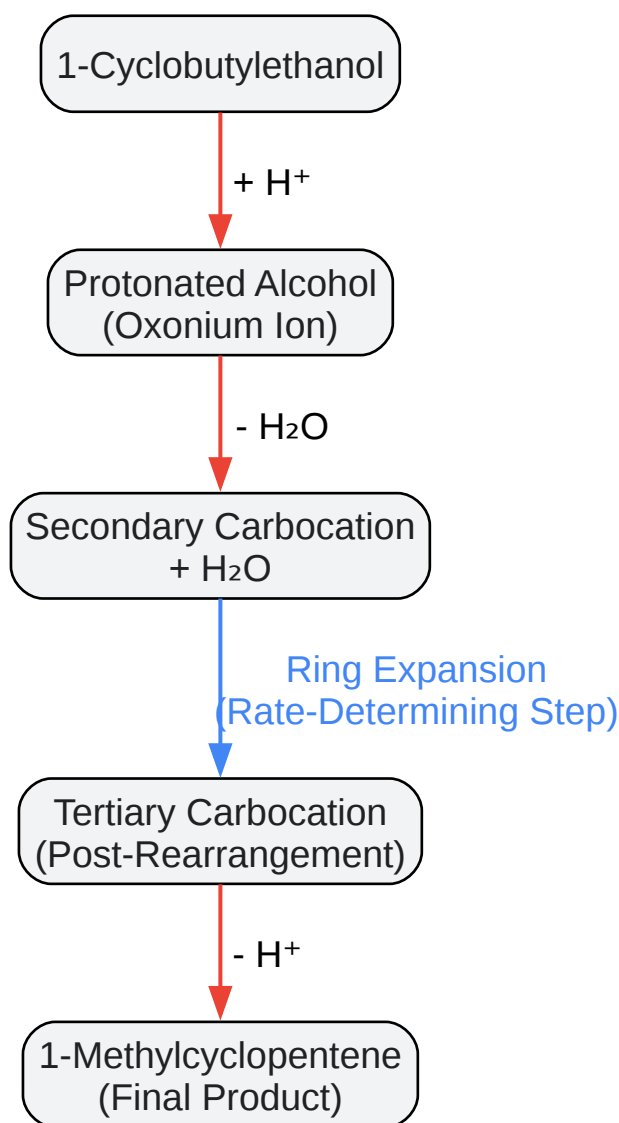 1-Cyclobutylethanol
+ H⁺
Protonated Alcohol
(Oxonium Ion)
- H₂O
Secondary Carbocation
+ H₂O
Ring Expansion
(Rate-Determining Step)
Tertiary Carbocation
(Post-Rearrangement)
- H⁺
1-Methylcyclopentene
(Final Product)